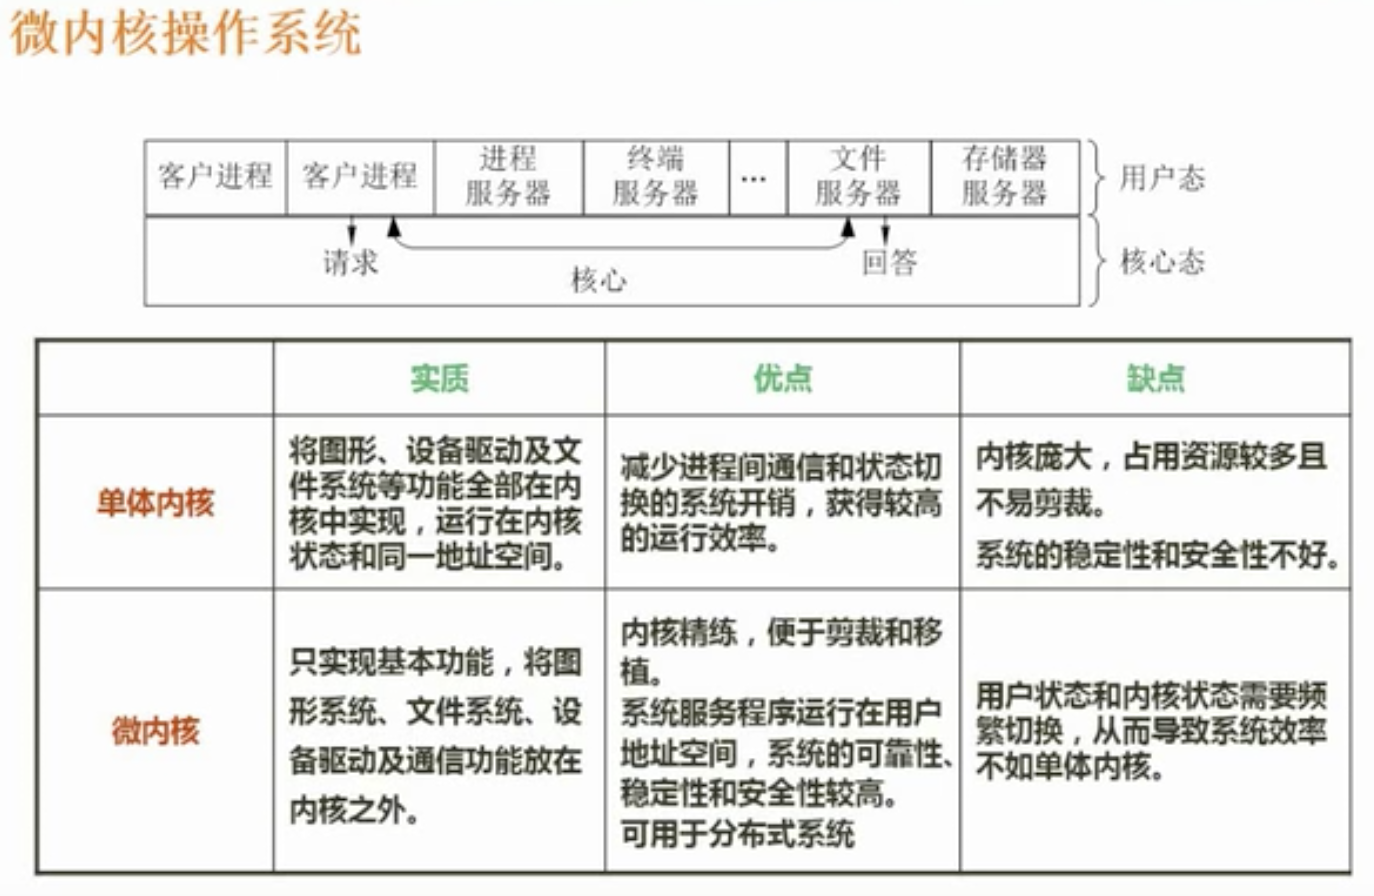 微内核操作系统
客户进程
客户进程
进程
服务器
终端
服务器
...
文件
服务器
存储器
服务器
用户态
请求
核心
回答
核心态
实质
优点
缺点
单体内核
将图形、设备驱动及文
件系统等功能全部在内
核中实现，运行在内核
状态和同一地址空间。
减少进程间通信和状态切
换的系统开销，获得较高
的运行效率。
内核庞大，占用资源较多且
不易剪裁。
系统的稳定性和安全性不好。
微内核
只实现基本功能，将图
形系统、文件系统、设
备驱动及通信功能放在
内核之外。
内核精练，便于剪裁和移
植。
系统服务程序运行在用户
地址空间，系统的可靠性、
稳定性和安全性较高。
可用于分布式系统
用户状态和内核状态需要频
繁切换，从而导致系统效率
不如单体内核。